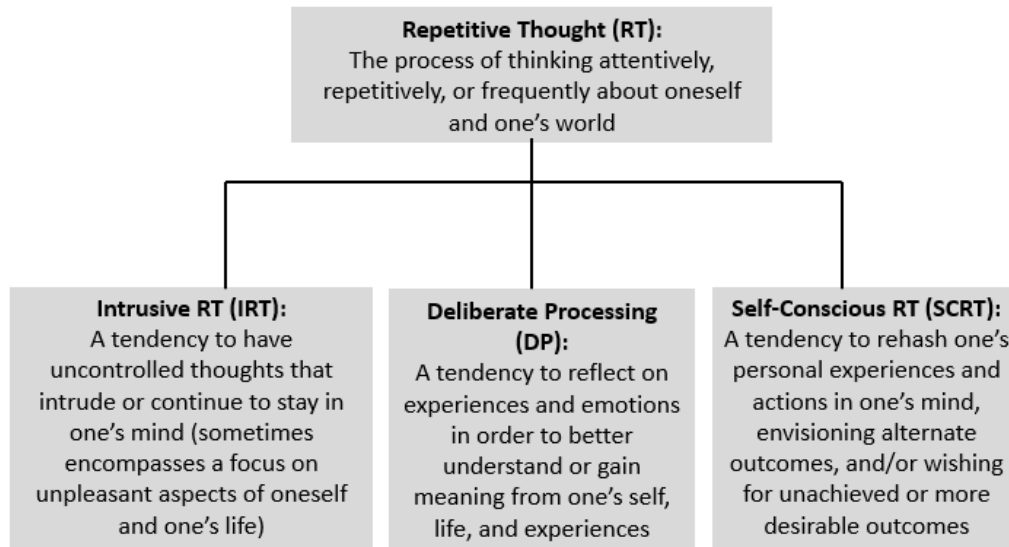 Repetitive Thought (RT):
The process of thinking attentively,
repetitively, or frequently about oneself
and one's world
Intrusive RT (IRT):
A tendency to have
uncontrolled thoughts that
intrude or continue to stay in
one's mind (sometimes
encompasses a focus on
unpleasant aspects of oneself
and one's life)
Deliberate Processing
(DP):
A tendency to reflect on
experiences and emotions
in order to better
understand or gain
meaning from one's self,
life, and experiences
Self-Conscious RT (SCRT):
A tendency to rehash one's
personal experiences and
actions in one's mind,
envisioning alternate
outcomes, and/or wishing
for unachieved or more
desirable outcomes